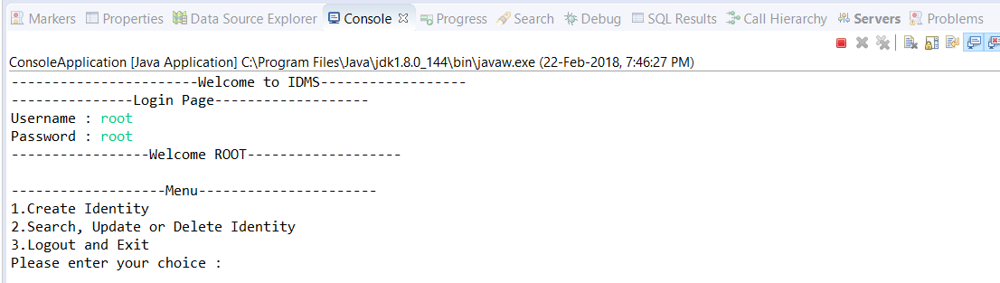 Markers Properties Data Source Explorer Console Progress Search Debug SQL Results Call Hierarchy Servers Problems
ConsoleApplication [Java Application] C:\Program Files\Java\jdk1.8.0_144\bin\javaw.exe (22-Feb-2018, 7:46:27 PM)
-----------------------Welcome to IDMS------------------
---------------Login Page-------------------
Username : root
Password : root
-----------------Welcome ROOT-------------------
-------------------Menu----------------------
1.Create Identity
2.Search, Update or Delete Identity
3.Logout and Exit
Please enter your choice :